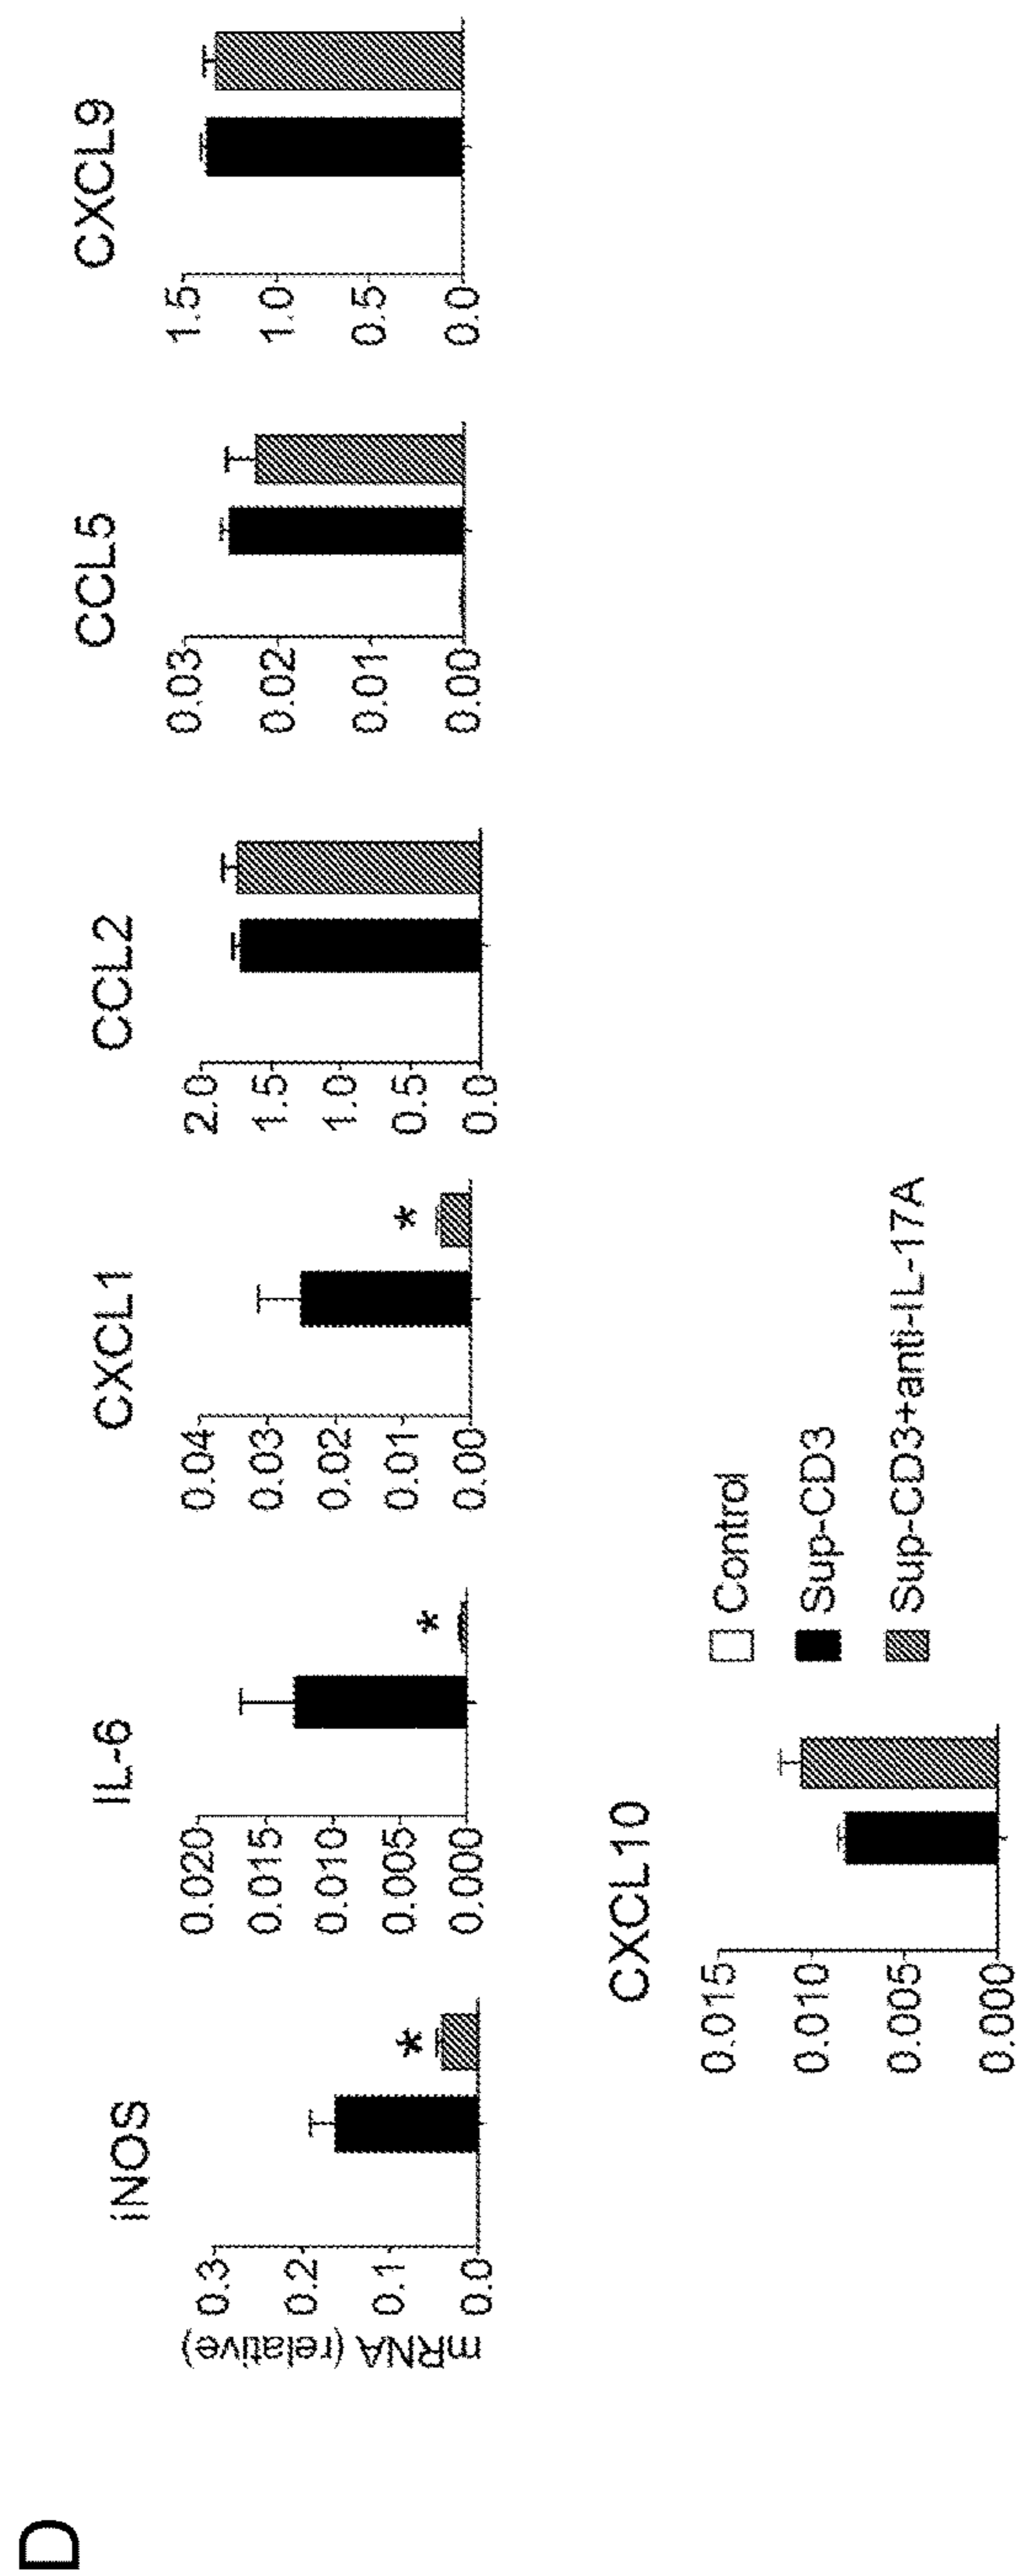 D
iNOS
mRNA (relative)
0.3
0.2
0.1
0.0
*
IL-6
0.020
0.015
0.010
0.005
0.000
*
CXCL1
0.04
0.03
0.02
0.01
0.00
*
CCL2
2.0
1.5
1.0
0.5
0.0
CCL5
0.03
0.02
0.01
0.00
CXCL9
1.5
1.0
0.5
0.0
CXCL10
0.015
0.010
0.005
0.000
Control
Sup-CD3
Sup-CD3+anti-IL-17A